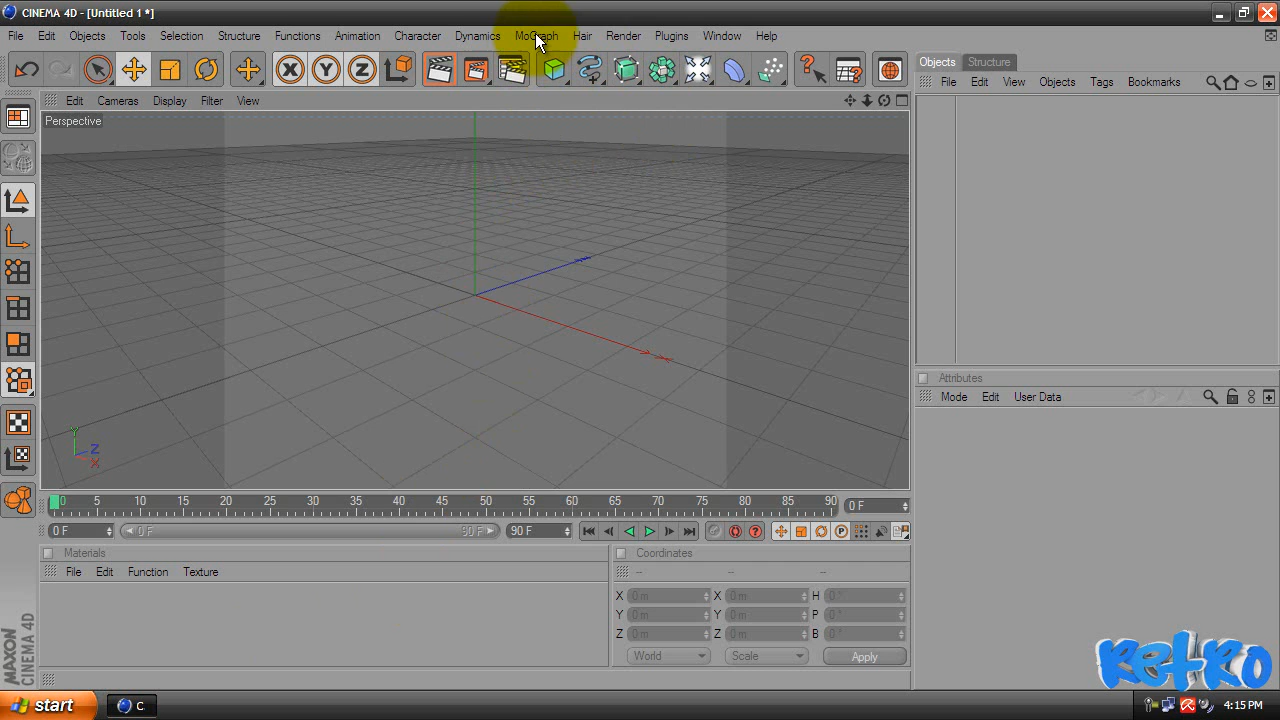 CINEMA 4D - [Untitled 1 *]
File Edit Objects Tools Selection Structure Functions Animation Character Dynamics MoGraph Hair Render Plugins Window Help
X Y Z
Objects Structure
File Edit View Objects Tags Bookmarks
Edit Cameras Display Filter View
Perspective
Attributes
Mode Edit User Data
Y
Z
X
0 5 10 15 20 25 30 35 40 45 50 55 60 65 70 75 80 85 90
0 F
0 F 0 F 90 F
P
Materials
File Edit Function Texture
Coordinates
-- -- --
X 0 m X 0 m H 0 °
Y 0 m Y 0 m P 0 °
Z 0 m Z 0 m B 0 °
World Scale Apply
MAXON
CINEMA 4D
Retro
start C 4:15 PM